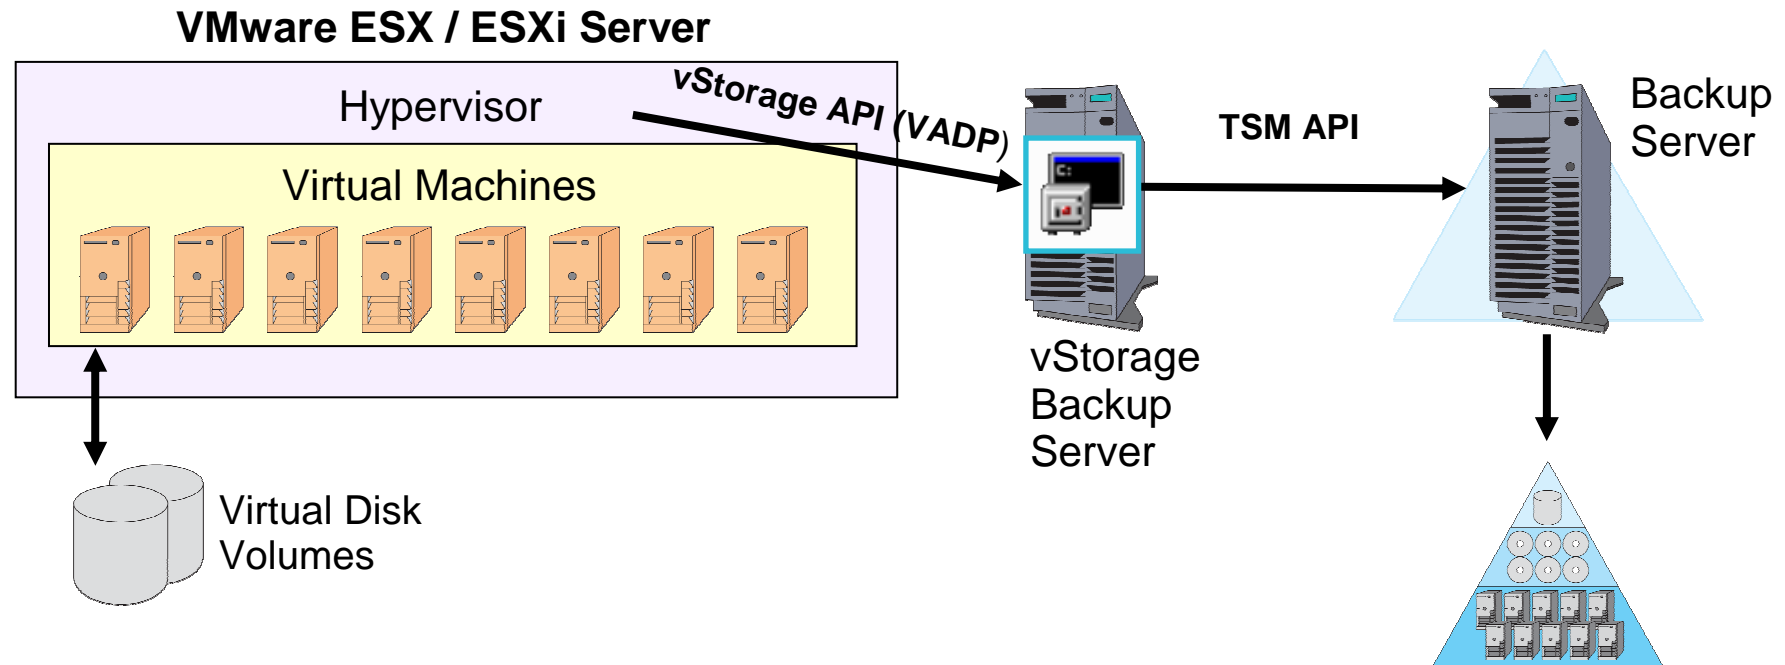 VMware ESX / ESXi Server
Hypervisor
vStorage API (VADP)
Virtual Machines
TSM API
Backup
Server
C:
vStorage
Backup
Server
Virtual Disk
Volumes